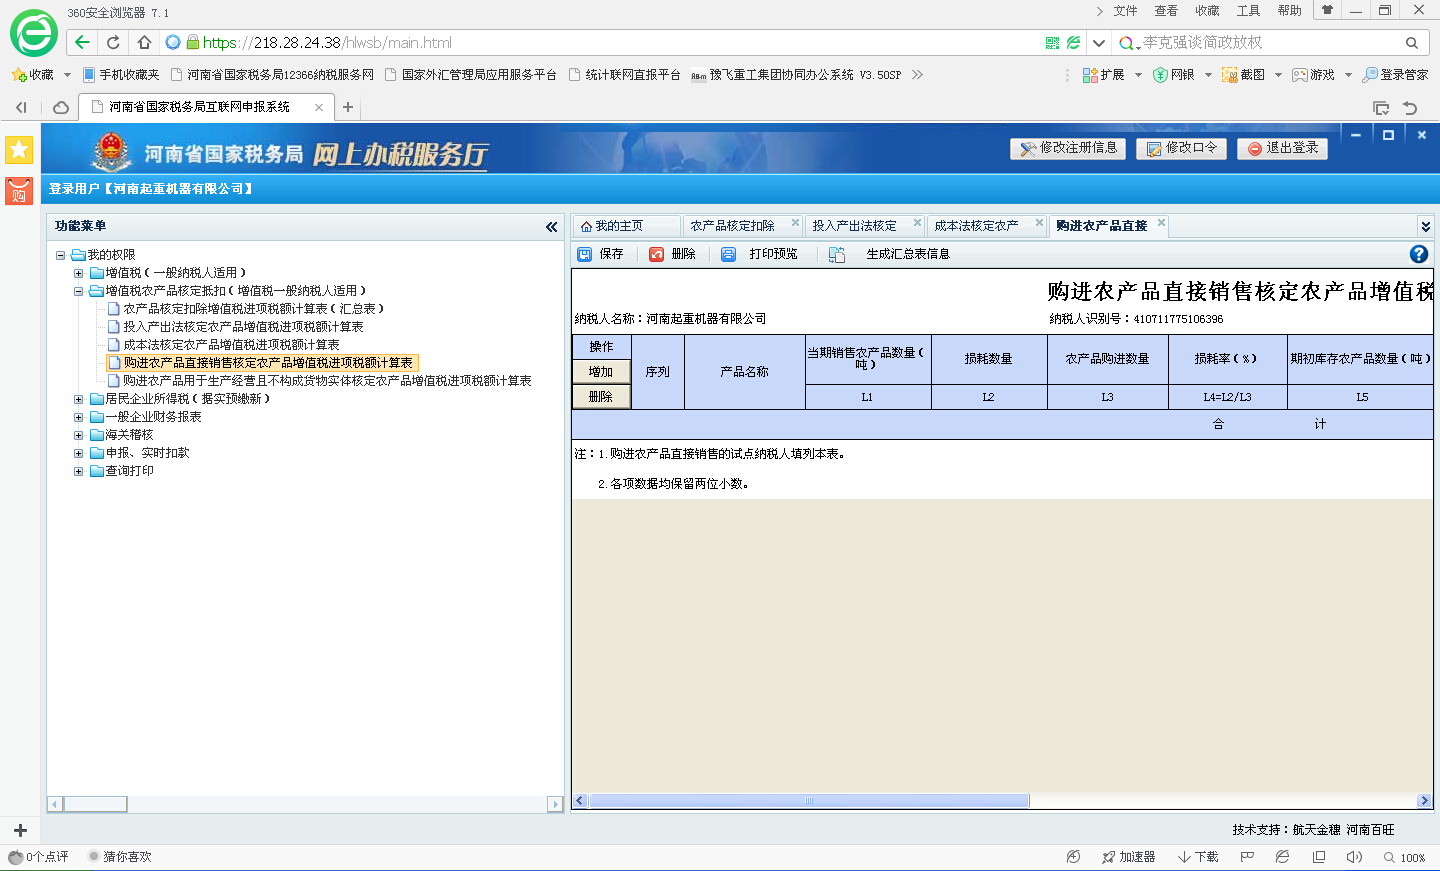 360安全浏览器 7.1
文件 查看 收藏 工具 帮助
https://218.28.24.38/hlwsb/main.html
李克强谈简政放权
收藏 手机收藏夹 河南省国家税务局12366纳税服务网 国家外汇管理局应用服务平台 统计联网直报平台 RBm 豫飞重工集团协同办公系统 V3.50SP 扩展 网银 截图 游戏 登录管家
河南省国家税务局互联网申报系统
河南省国家税务局 网上办税服务厅
修改注册信息 修改口令 退出登录
购
登录用户【河南起重机器有限公司】
功能菜单
我的权限
增值税(一般纳税人适用)
增值税农产品核定抵扣(增值税一般纳税人适用)
农产品核定扣除增值税进项税额计算表(汇总表)
投入产出法核定农产品增值税进项税额计算表
成本法核定农产品增值税进项税额计算表
购进农产品直接销售核定农产品增值税进项税额计算表
购进农产品用于生产经营且不构成货物实体核定农产品增值税进项税额计算表
居民企业所得税(据实预缴新)
一般企业财务报表
海关稽核
申报、实时扣款
查询打印
我的主页 农产品核定扣除 投入产出法核定 成本法核定农产 购进农产品直接
保存 删除 打印预览 生成汇总表信息
购进农产品直接销售核定农产品增值税
纳税人名称：河南起重机器有限公司 纳税人识别号：410711775106396
操作 序列 产品名称 当期销售农产品数量(吨) 损耗数量 农产品购进数量 损耗率(%) 期初库存农产品数量(吨)
增加
删除 L1 L2 L3 L4=L2/L3 L5
合 计
注：1.购进农产品直接销售的试点纳税人填列本表。
2.各项数据均保留两位小数。
技术支持：航天金穗 河南百旺
0个点评 猜你喜欢 加速器 下载 100%